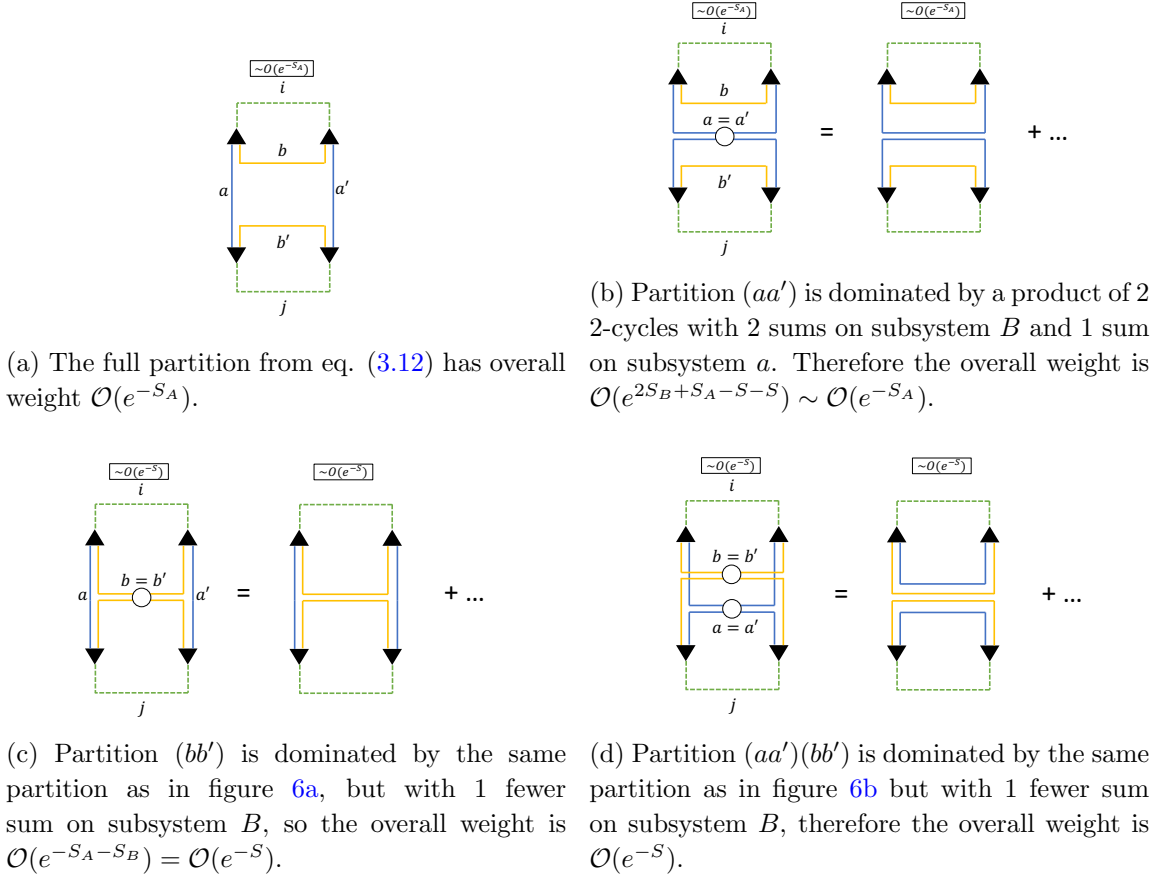 ~O(e^{-S_A})
i
b
a
a'
b'
j
(a) The full partition from eq. (3.12) has overall
weight O(e^{-S_A}).
~O(e^{-S_A})
~O(e^{-S_A})
i
b
a = a'
=
+ ...
b'
j
(b) Partition (aa') is dominated by a product of 2
2-cycles with 2 sums on subsystem B and 1 sum
on subsystem a. Therefore the overall weight is
O(e^{2S_B+S_A−S−S}) ∼ O(e^{−S_A}).
~O(e^{-S})
~O(e^{-S})
i
b = b'
a
a'
=
+ ...
j
(c) Partition (bb') is dominated by the same
partition as in figure 6a, but with 1 fewer
sum on subsystem B, so the overall weight is
O(e^{−S_A−S_B}) = O(e^{−S}).
~O(e^{-S})
~O(e^{-S})
i
b = b'
=
+ ...
a = a'
j
(d) Partition (aa')(bb') is dominated by the same
partition as in figure 6b but with 1 fewer sum
on subsystem B, therefore the overall weight is
O(e^{−S}).